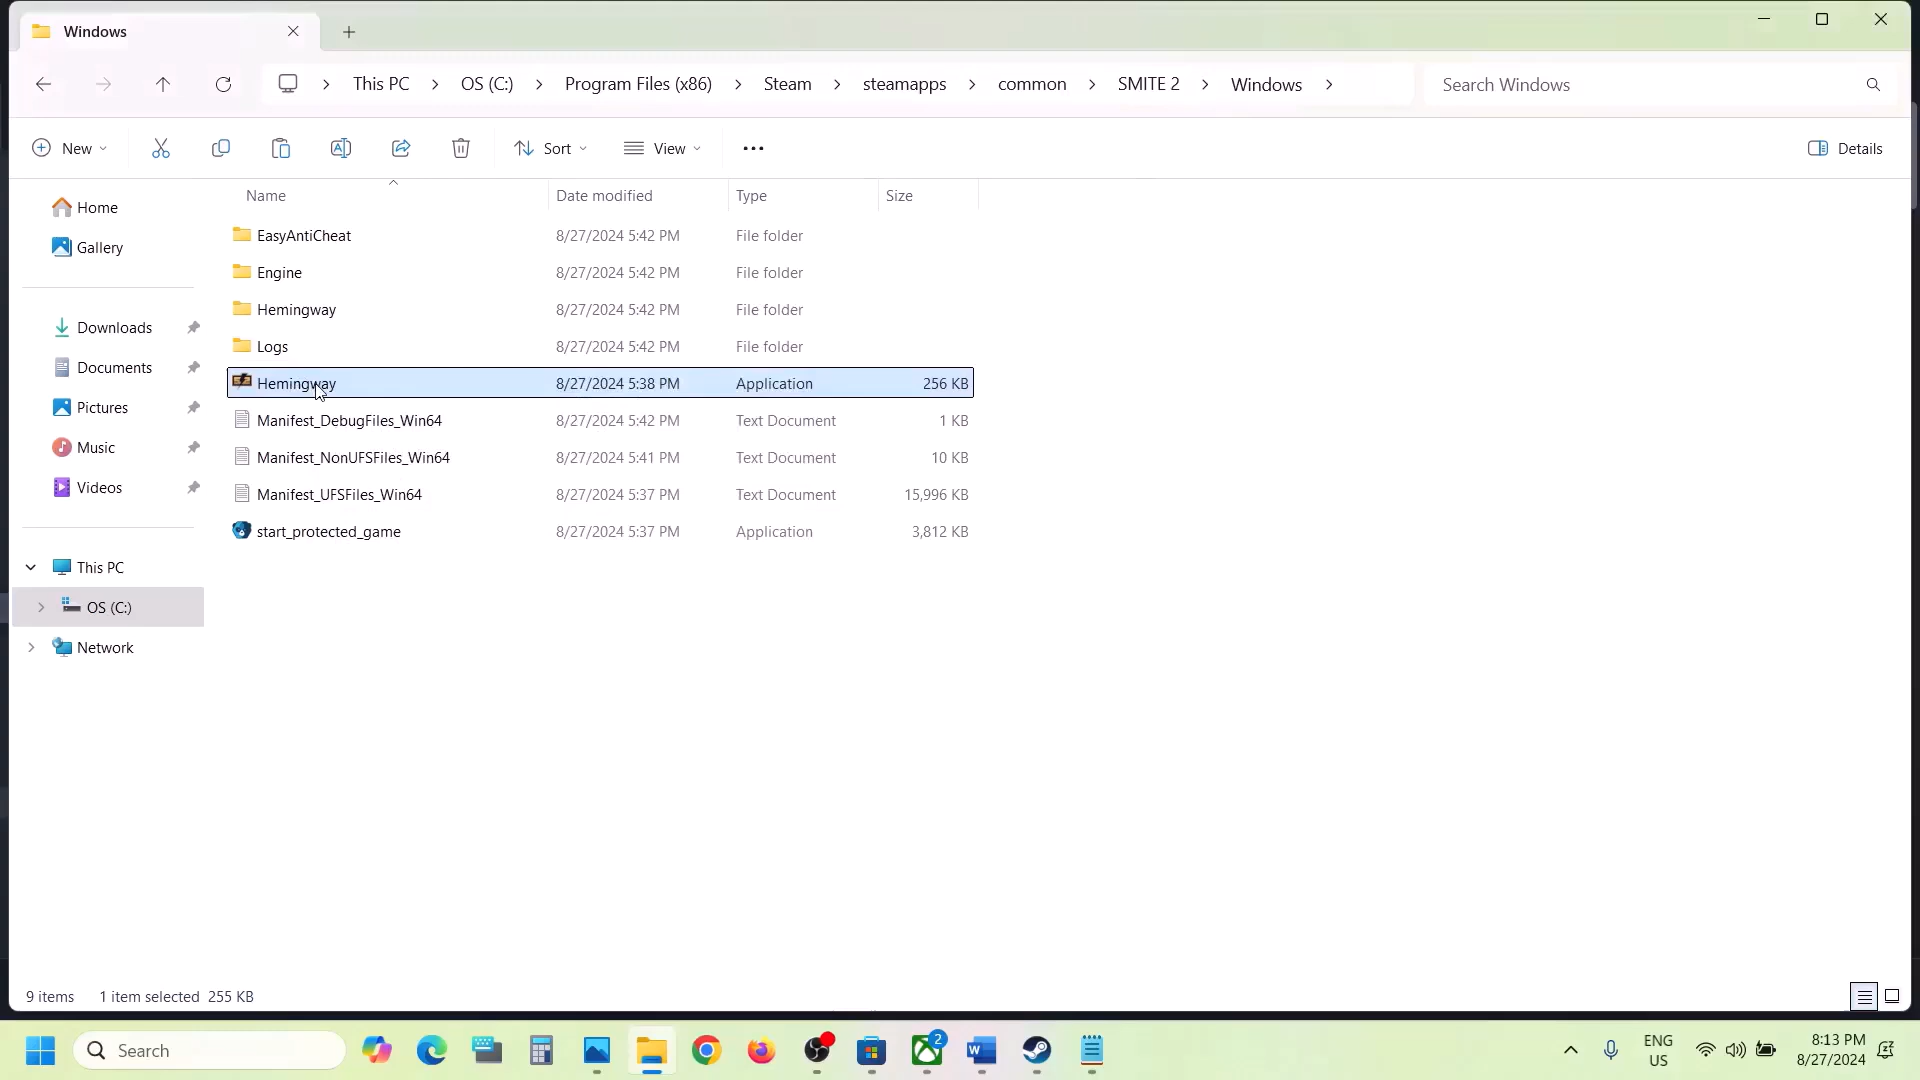 Windows
This PC
OS (C:)
Program Files (x86)
Steam
steamapps
common
SMITE 2
Windows
Search Windows
New
Sort
View
Details
Name Date modified Type Size
Home
Gallery
Downloads
Documents
Pictures
Music
Videos
This PC
OS (C:)
Network
EasyAntiCheat 8/27/2024 5:42 PM File folder
Engine 8/27/2024 5:42 PM File folder
Hemingway 8/27/2024 5:42 PM File folder
Logs 8/27/2024 5:42 PM File folder
Hemingway 8/27/2024 5:38 PM Application 256 KB
Manifest_DebugFiles_Win64 8/27/2024 5:42 PM Text Document 1 KB
Manifest_NonUFSFiles_Win64 8/27/2024 5:41 PM Text Document 10 KB
Manifest_UFSFiles_Win64 8/27/2024 5:37 PM Text Document 15,996 KB
start_protected_game 8/27/2024 5:37 PM Application 3,812 KB
9 items 1 item selected 255 KB
Search
2
ENG
US
8:13 PM
8/27/2024